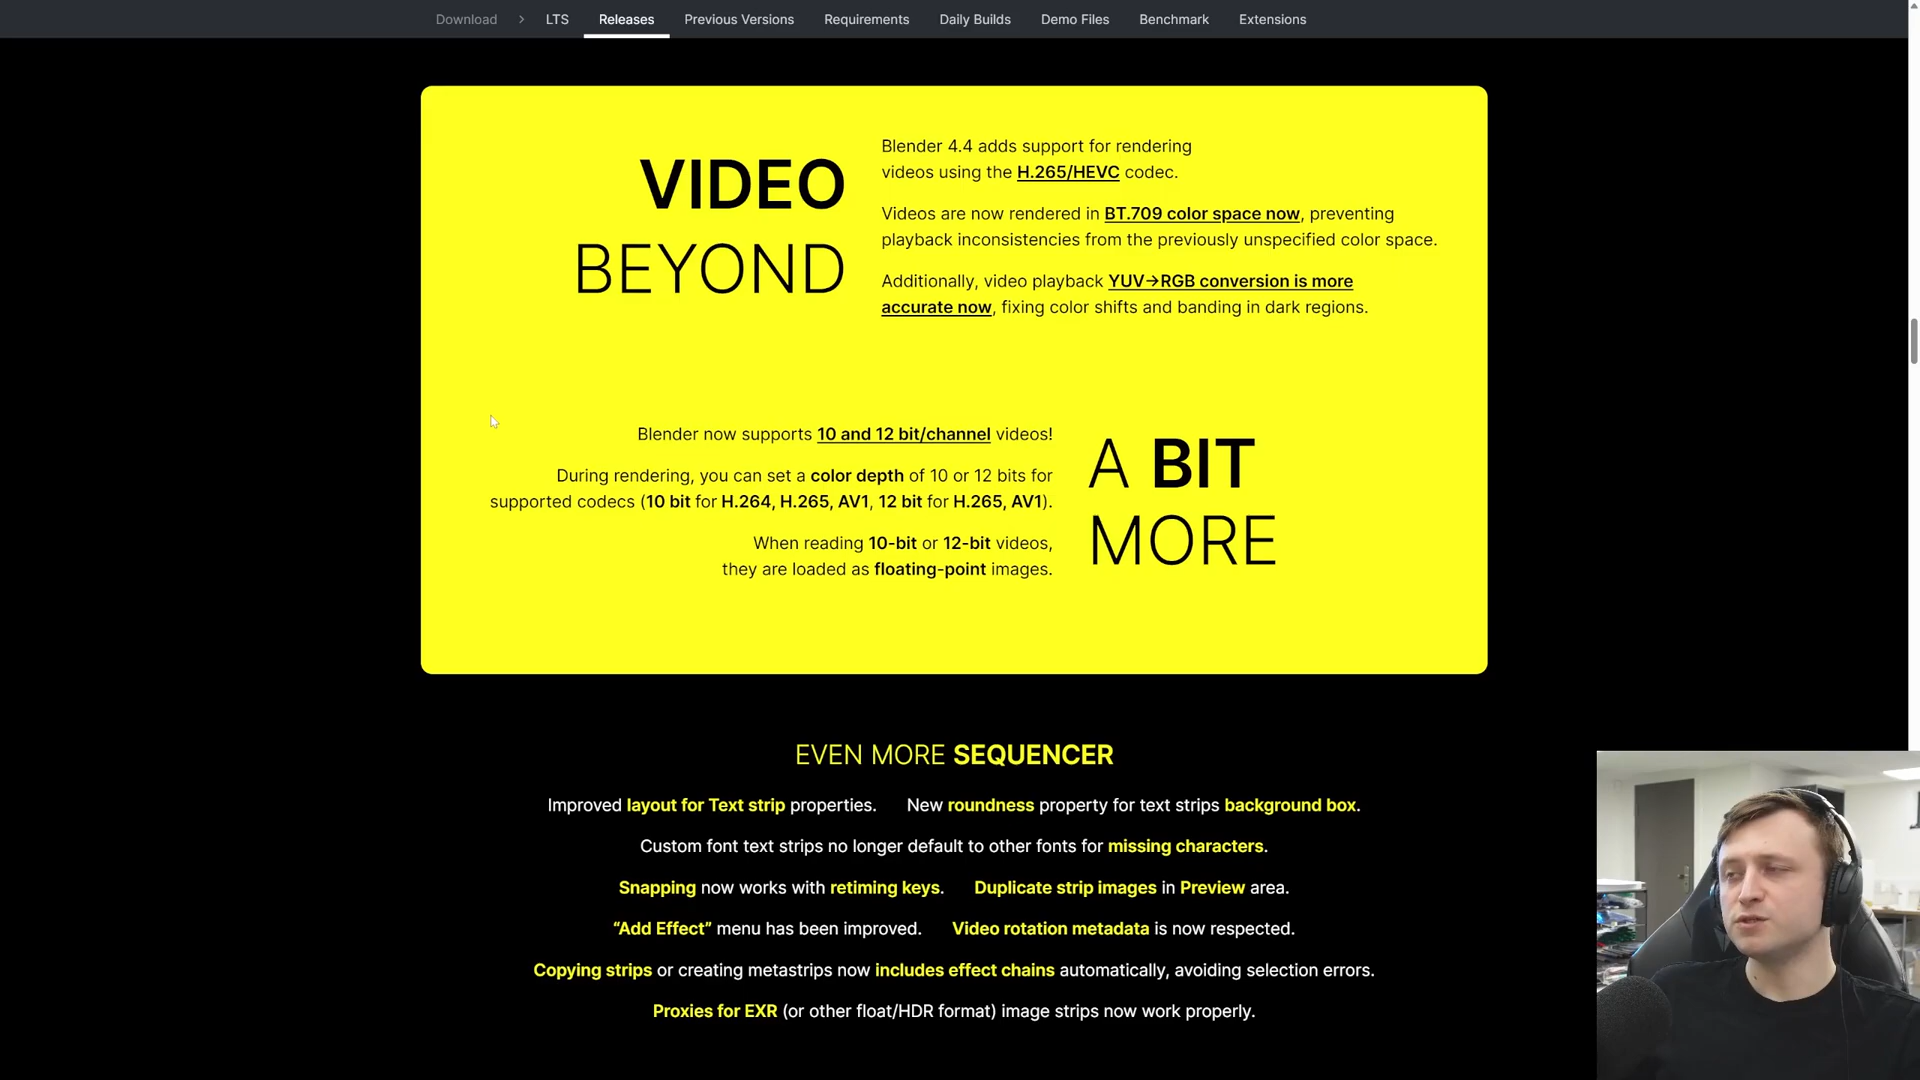 Download > LTS Releases Previous Versions Requirements Daily Builds Demo Files Benchmark Extensions
VIDEO
BEYOND
Blender 4.4 adds support for rendering
videos using the H.265/HEVC codec.
Videos are now rendered in BT.709 color space now, preventing
playback inconsistencies from the previously unspecified color space.
Additionally, video playback YUV→RGB conversion is more
accurate now, fixing color shifts and banding in dark regions.
Blender now supports 10 and 12 bit/channel videos!
During rendering, you can set a color depth of 10 or 12 bits for
supported codecs (10 bit for H.264, H.265, AV1, 12 bit for H.265, AV1).
When reading 10-bit or 12-bit videos,
they are loaded as floating-point images.
A BIT
MORE
EVEN MORE SEQUENCER
Improved layout for Text strip properties. New roundness property for text strips background box.
Custom font text strips no longer default to other fonts for missing characters.
Snapping now works with retiming keys. Duplicate strip images in Preview area.
“Add Effect” menu has been improved. Video rotation metadata is now respected.
Copying strips or creating metastrips now includes effect chains automatically, avoiding selection errors.
Proxies for EXR (or other float/HDR format) image strips now work properly.